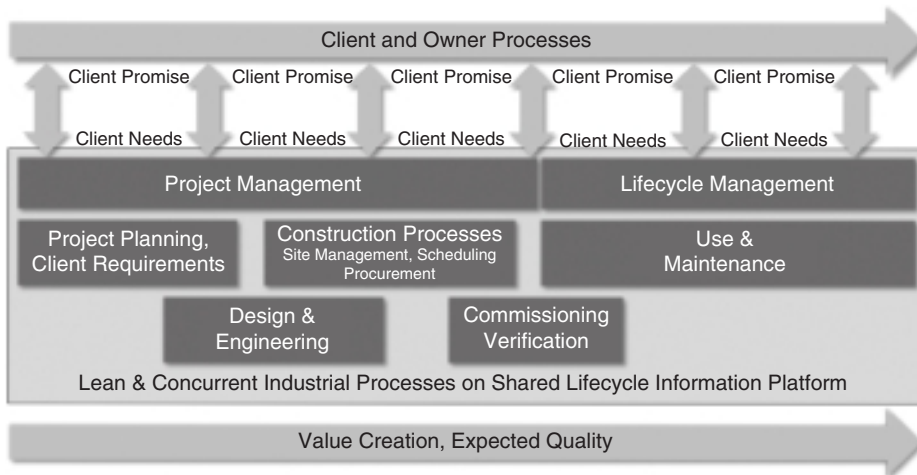 Client and Owner Processes
Client Promise Client Promise Client Promise Client Promise Client Promise
Client Needs Client Needs Client Needs Client Needs Client Needs
Project Management
Lifecycle Management
Project Planning,
Client Requirements
Construction Processes
Site Management, Scheduling
Procurement
Use &
Maintenance
Design &
Engineering
Commissioning
Verification
Lean & Concurrent Industrial Processes on Shared Lifecycle Information Platform
Value Creation, Expected Quality